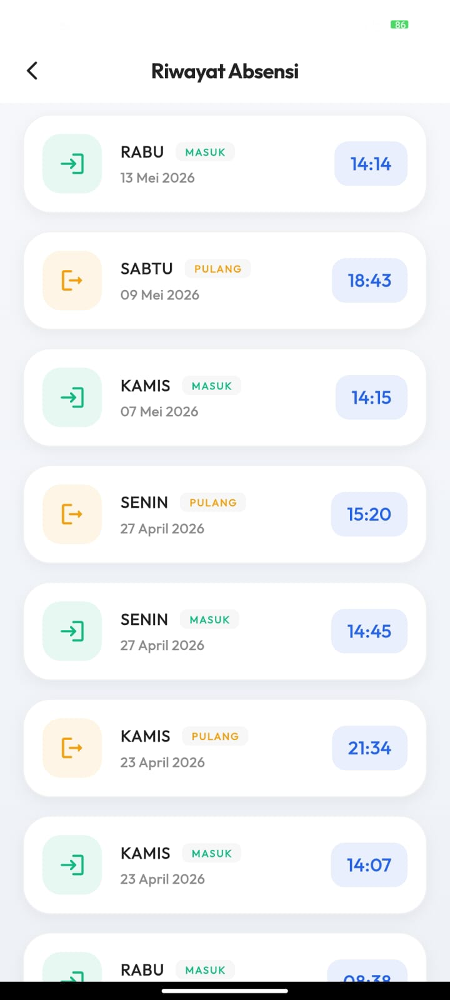 86
Riwayat Absensi
RABU MASUK
13 Mei 2026
14:14
SABTU PULANG
09 Mei 2026
18:43
KAMIS MASUK
07 Mei 2026
14:15
SENIN PULANG
27 April 2026
15:20
SENIN MASUK
27 April 2026
14:45
KAMIS PULANG
23 April 2026
21:34
KAMIS MASUK
23 April 2026
14:07
RABU MASUK